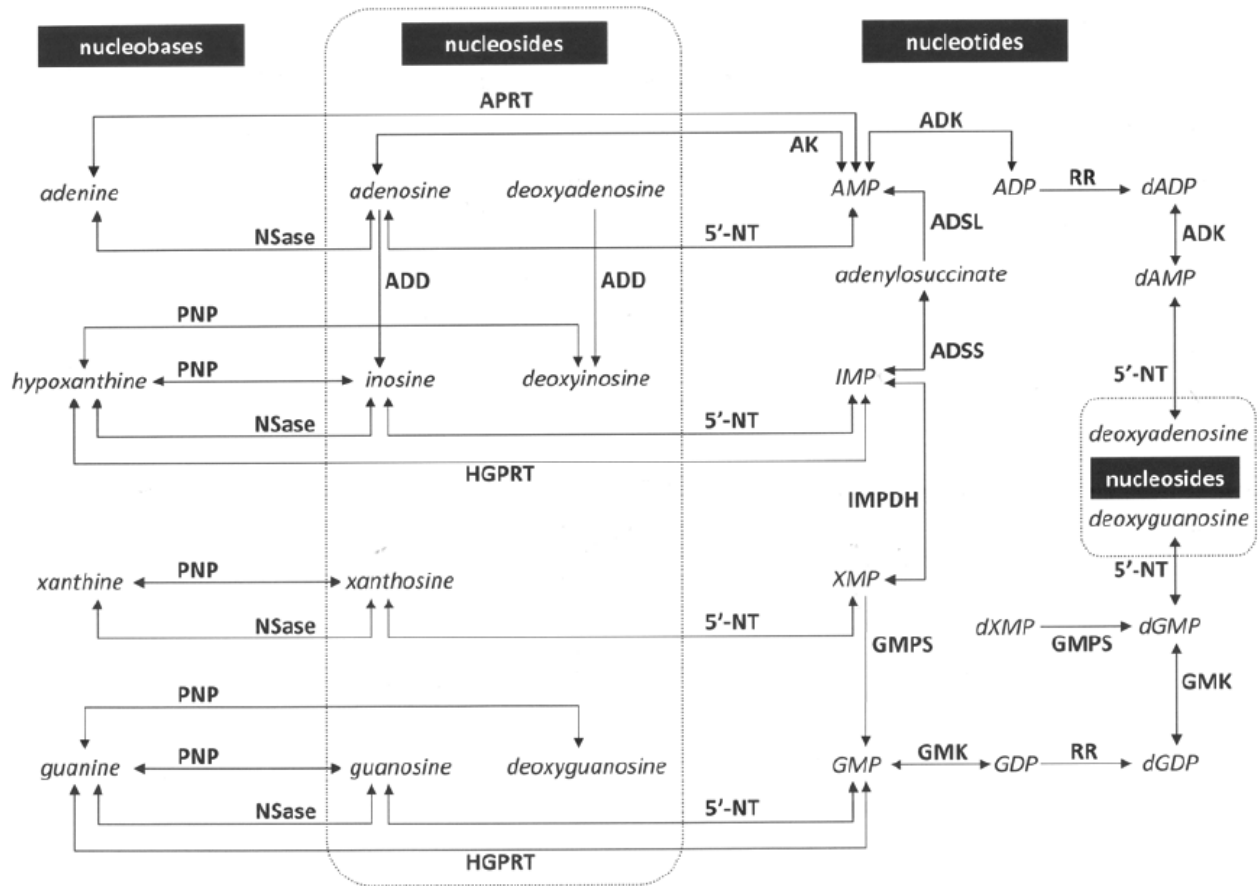 nucleobases nucleosides nucleotides
APRT
ADK
AK
adenine adenosine deoxyadenosine AMP ADP RR dADP
NSase 5'-NT ADSL ADK
ADD ADD adenylosuccinate dAMP
PNP
ADSS
hypoxanthine PNP inosine deoxyinosine IMP 5'-NT
NSase 5'-NT deoxyadenosine
HGPRT nucleosides
IMPDH
deoxyguanosine
xanthine PNP xanthosine XMP 5'-NT
NSase 5'-NT dXMP dGMP
GMPS GMPS
PNP GMK
guanine PNP guanosine deoxyguanosine GMP GMK GDP RR dGDP
NSase 5'-NT
HGPRT